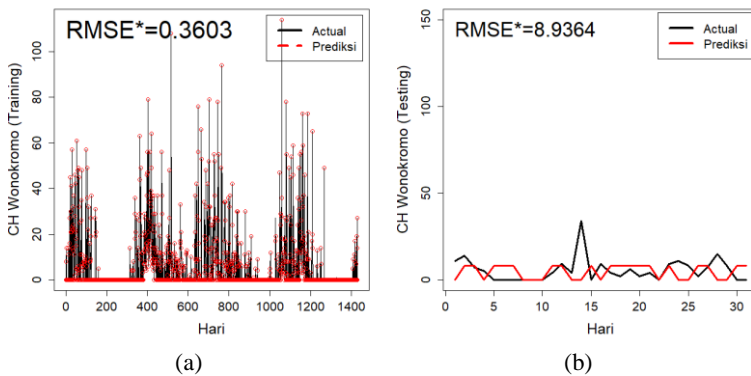 RMSE*=0.3603
Actual
Prediksi
CH Wonokromo (Training)
100
80
60
40
20
0
0 200 400 600 800 1000 1200 1400
Hari
(a)
RMSE*=8.9364
Actual
Prediksi
CH Wonokromo (Testing)
150
100
50
0
0 5 10 15 20 25 30
Hari
(b)